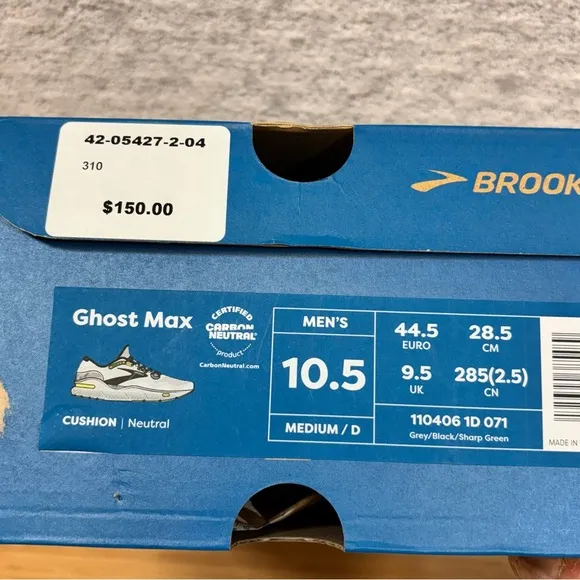 42-05427-2-04
310
$150.00
BROOK
Ghost Max
CERTIFIED
CARBON
NEUTRAL
product
CarbonNeutral.com
CUSHION | Neutral
MEN'S
10.5
MEDIUM / D
44.5
EURO
28.5
CM
9.5
UK
285(2.5)
CN
110406 1D 071
Grey/Black/Sharp Green
MADE IN